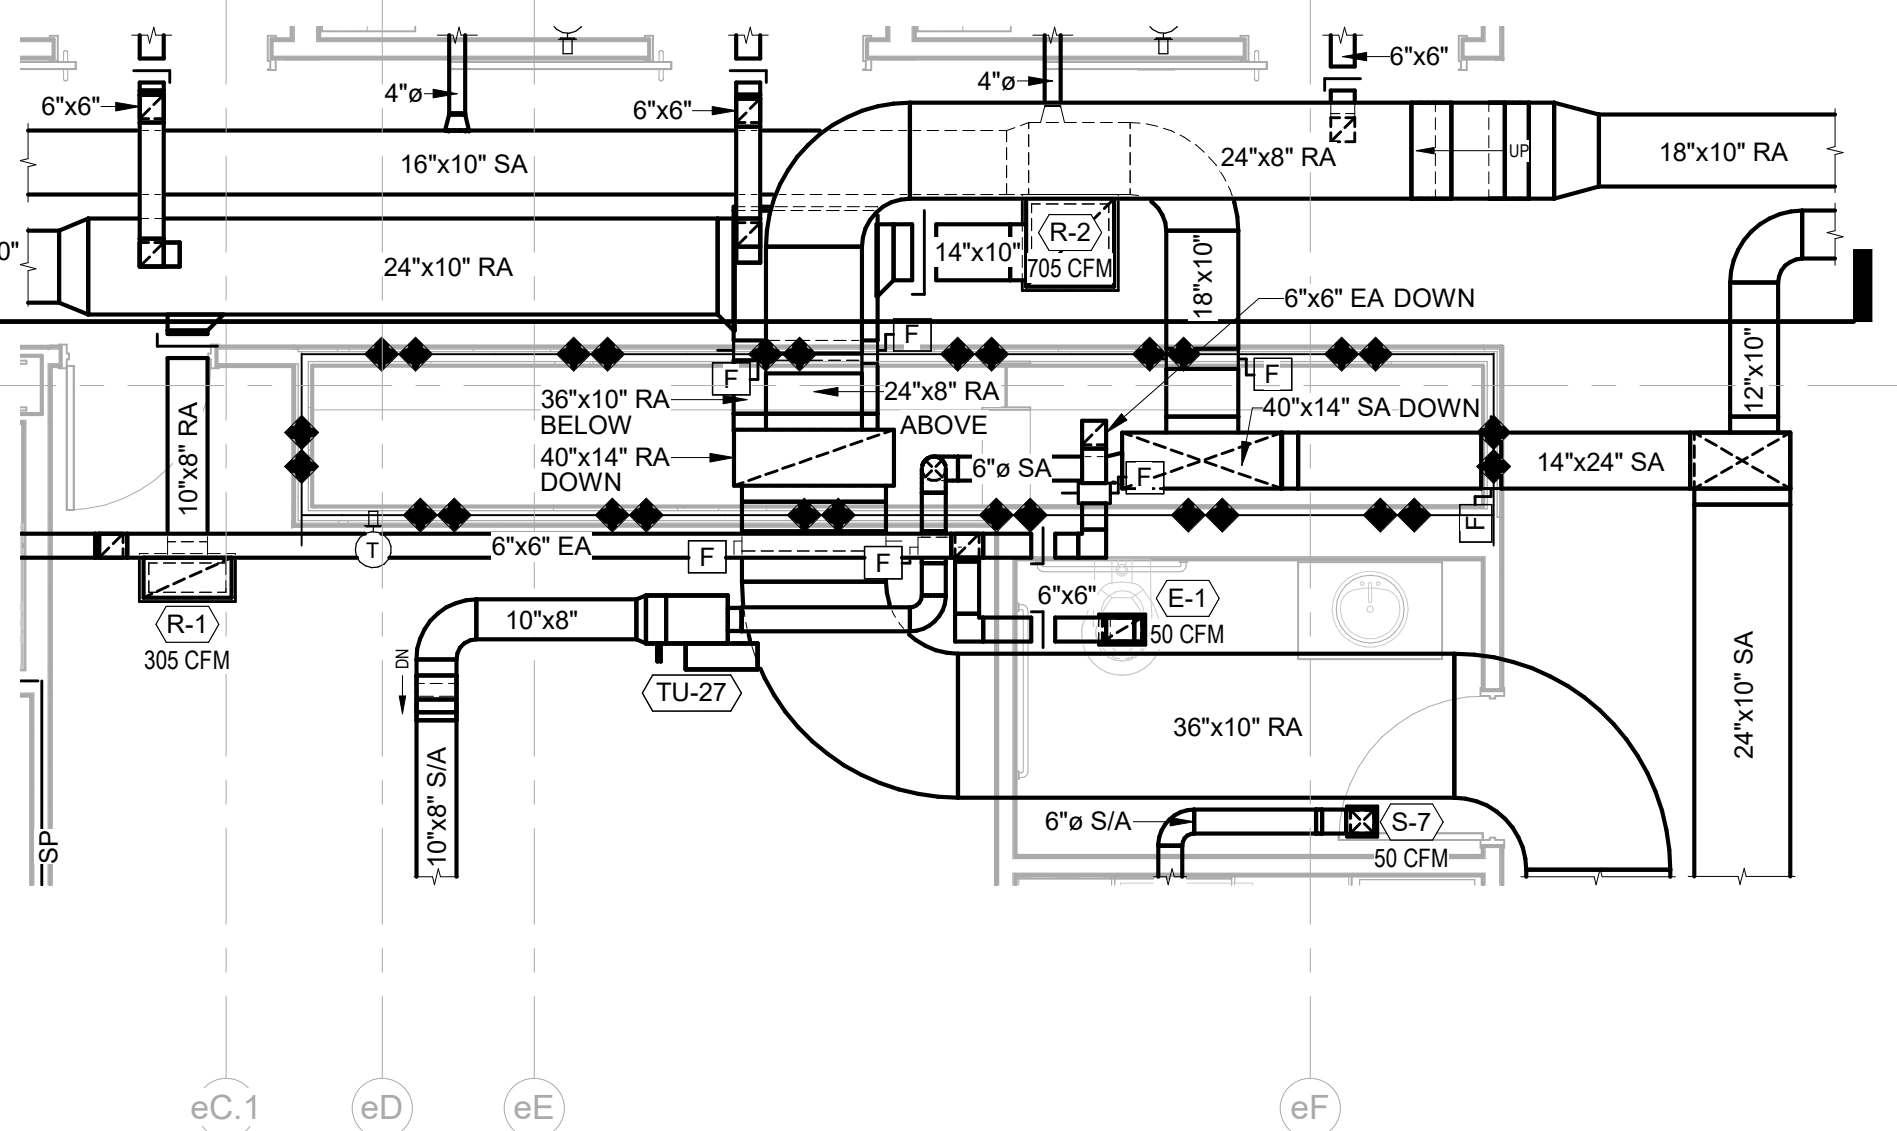 6"x6"
4"ø
6"x6"
4"ø
6"x6"
16"x10" SA
24"x8" RA
UP
18"x10" RA
0"
24"x10" RA
14"x10"
R-2
705 CFM
18"x10"
6"x6" EA DOWN
F
F
F
36"x10" RA
BELOW
24"x8" RA
ABOVE
40"x14" SA DOWN
12"x10"
10"x8" RA
40"x14" RA
DOWN
6"ø SA
F
14"x24" SA
F
T
6"x6" EA
F
F
R-1
305 CFM
10"x8"
6"x6"
E-1
50 CFM
DN
TU-27
36"x10" RA
24"x10" SA
10"x8" S/A
6"ø S/A
S-7
50 CFM
SP
eC.1
eD
eE
eF